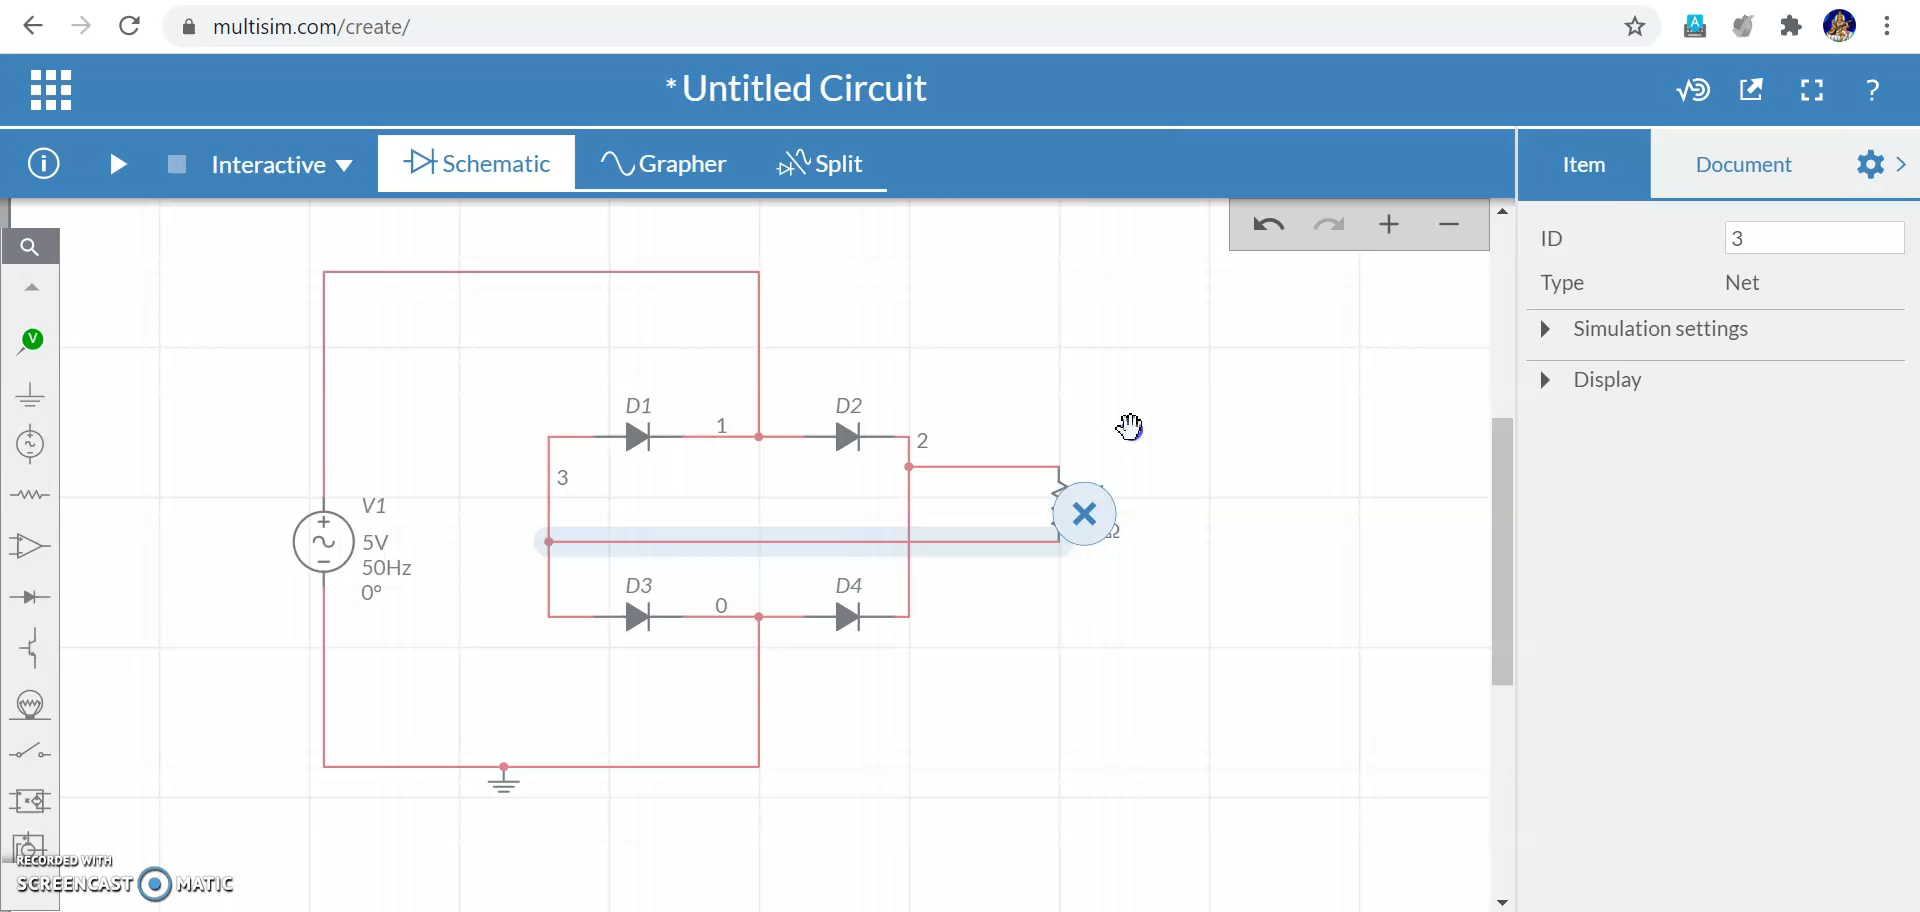 multisim.com/create/
* Untitled Circuit
?
Interactive
Schematic
Grapher
Split
Item
Document
ID
3
Type
Net
Simulation settings
Display
V
D1
1
D2
2
3
V1
5V
50Hz
0°
D3
0
D4
Ω
RECORDED WITH
SCREENCAST MATIC